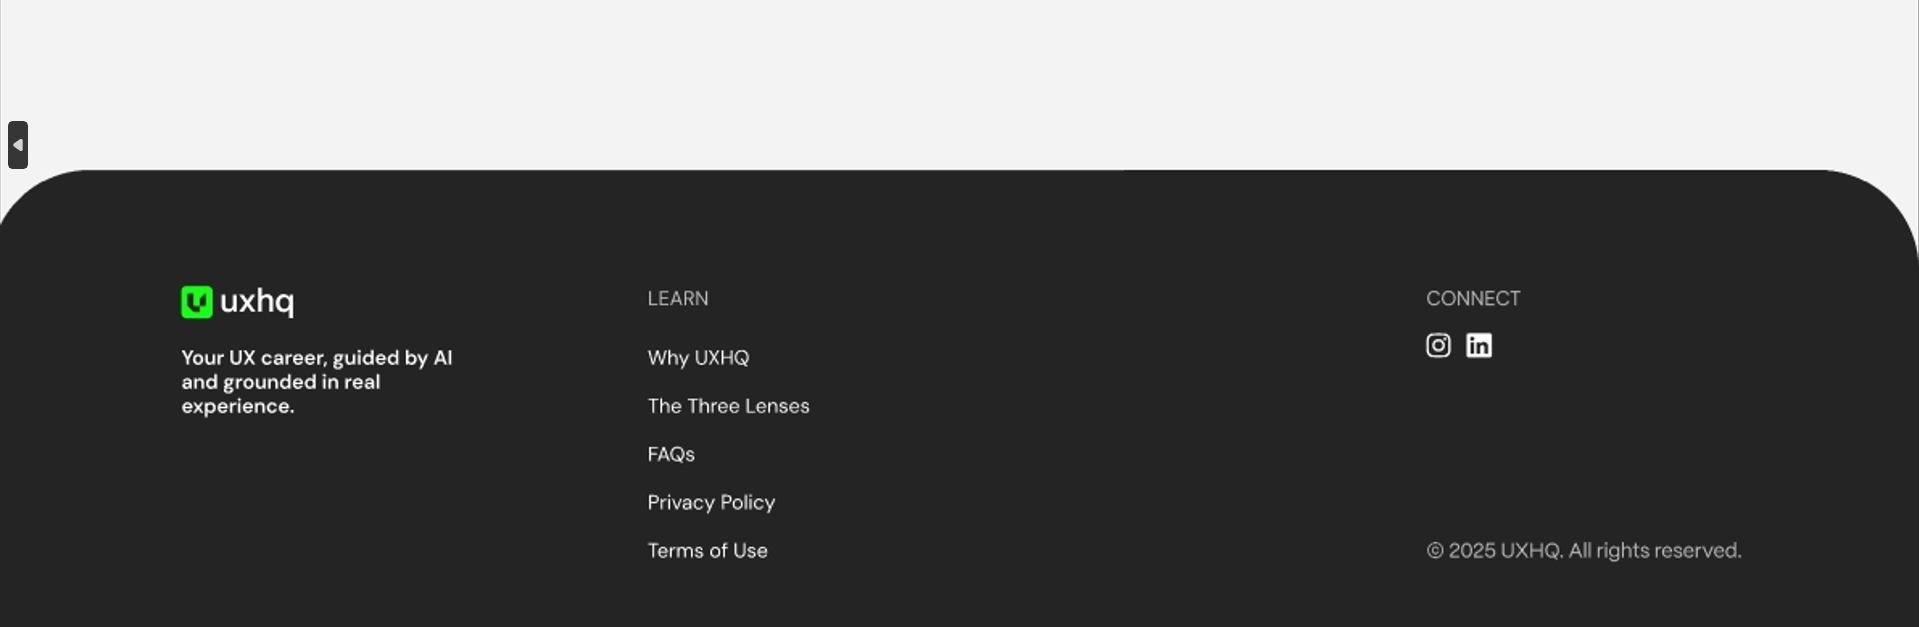 uxhq
Your UX career, guided by AI
and grounded in real
experience.
LEARN
Why UXHQ
The Three Lenses
FAQs
Privacy Policy
Terms of Use
CONNECT
in
© 2025 UXHQ. All rights reserved.